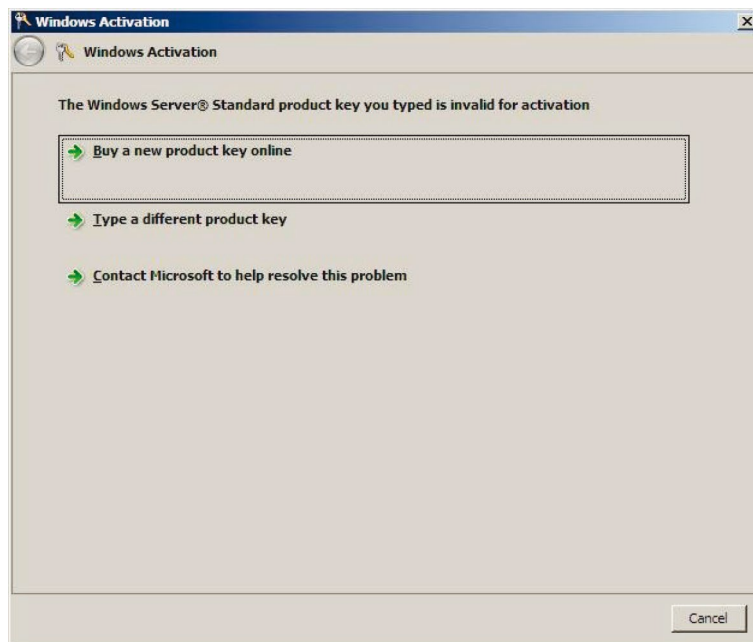 Windows Activation
Windows Activation
The Windows Server® Standard product key you typed is invalid for activation
Buy a new product key online
Type a different product key
Contact Microsoft to help resolve this problem
Cancel